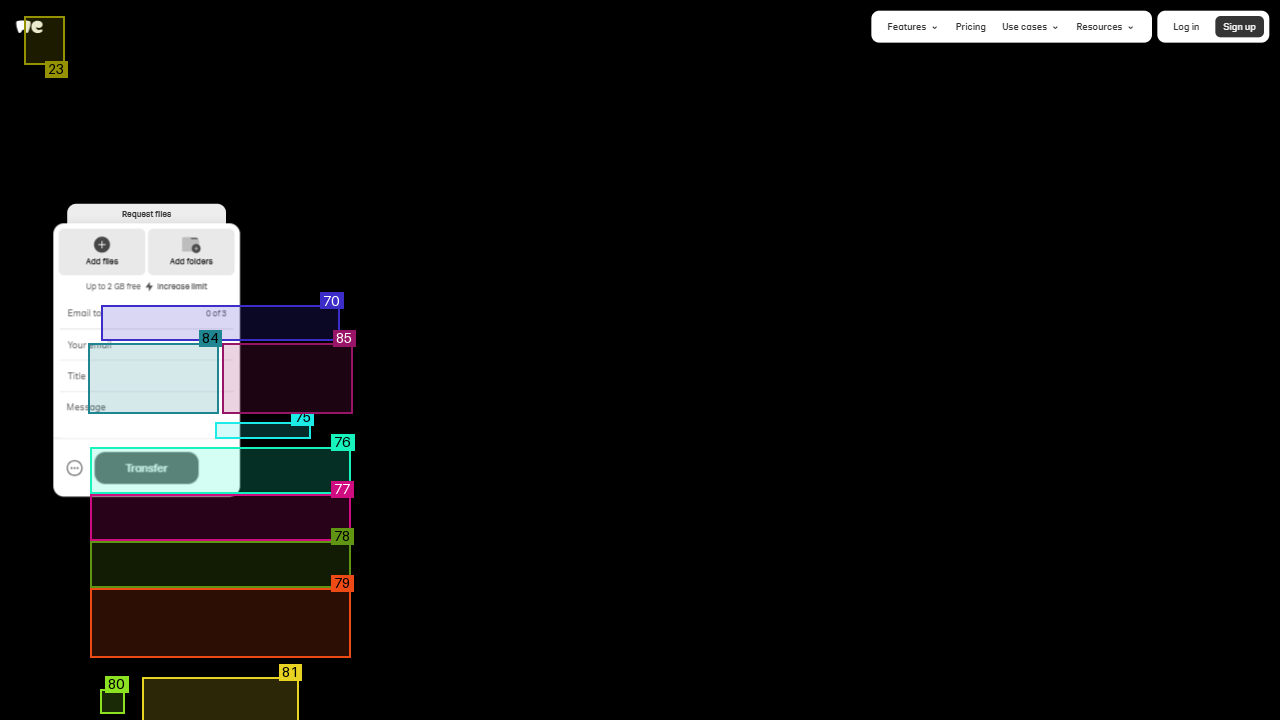 we
Features
Pricing
Use cases
Resources
Log in
Sign up
23
Request files
Add files
Add folders
Up to 2 GB free
Increase limit
70
Email to
0 of 3
84
85
Your email
Title
Message
75
76
Transfer
77
78
79
81
80